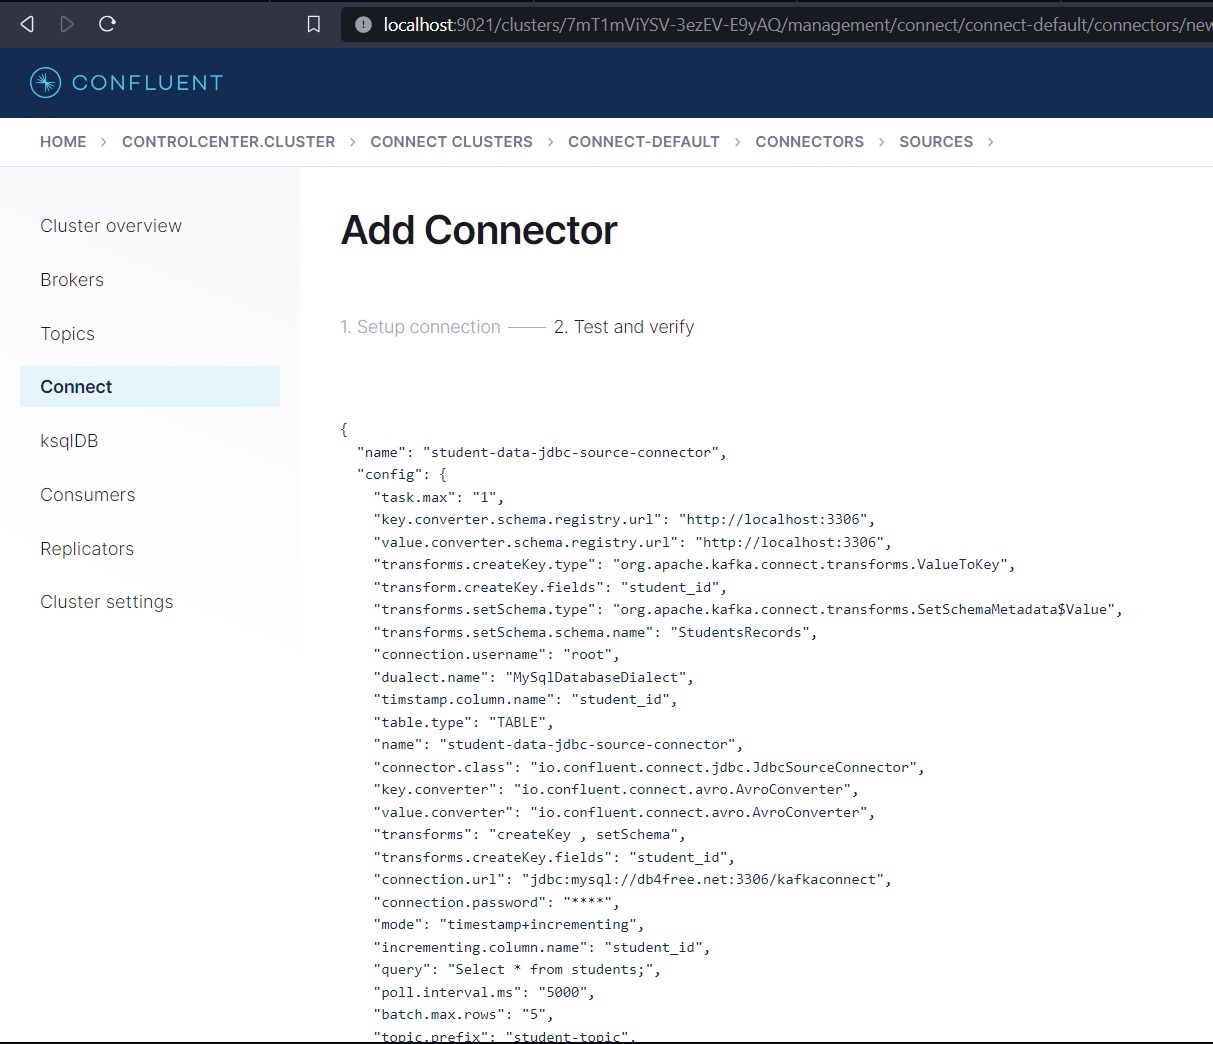 localhost:9021/clusters/7mT1mViYSV-3ezEV-E9yAQ/management/connect/connect-default/connectors/new
CONFLUENT
HOME > CONTROLCENTER.CLUSTER > CONNECT CLUSTERS > CONNECT-DEFAULT > CONNECTORS > SOURCES >
Cluster overview
Brokers
Topics
Connect
ksqlDB
Consumers
Replicators
Cluster settings
Add Connector
1. Setup connection 2. Test and verify
{
"name": "student-data-jdbc-source-connector",
"config": {
"task.max": "1",
"key.converter.schema.registry.url": "http://localhost:3306",
"value.converter.schema.registry.url": "http://localhost:3306",
"transforms.createKey.type": "org.apache.kafka.connect.transforms.ValueToKey",
"transform.createKey.fields": "student_id",
"transforms.setSchema.type": "org.apache.kafka.connect.transforms.SetSchemaMetadata$Value",
"transforms.setSchema.schema.name": "StudentsRecords",
"connection.username": "root",
"dualect.name": "MySqlDatabaseDialect",
"timstamp.column.name": "student_id",
"table.type": "TABLE",
"name": "student-data-jdbc-source-connector",
"connector.class": "io.confluent.connect.jdbc.JdbcSourceConnector",
"key.converter": "io.confluent.connect.avro.AvroConverter",
"value.converter": "io.confluent.connect.avro.AvroConverter",
"transforms": "createKey , setSchema",
"transforms.createKey.fields": "student_id",
"connection.url": "jdbc:mysql://db4free.net:3306/kafkaconnect",
"connection.password": "****",
"mode": "timestamp+incrementing",
"incrementing.column.name": "student_id",
"query": "Select * from students;",
"poll.interval.ms": "5000",
"batch.max.rows": "5",
"topic.prefix": "student-topic",